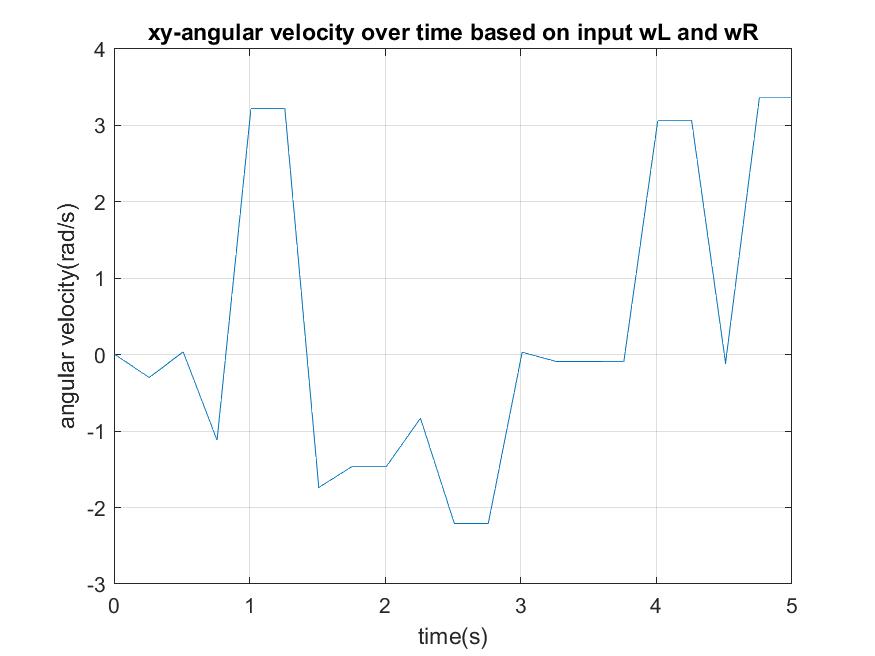 xy-angular velocity over time based on input wL and wR
4
3
2
1
0
-1
-2
-3
angular velocity(rad/s)
0 1 2 3 4 5
time(s)